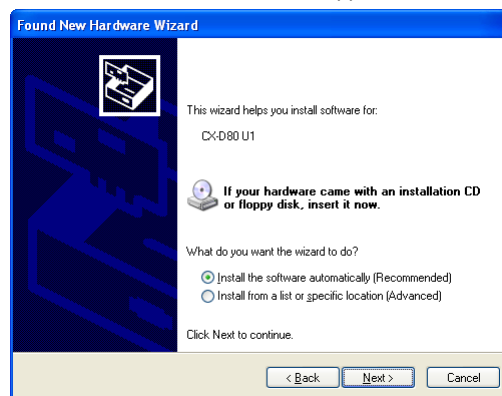 Found New Hardware Wizard
This wizard helps you install software for:
CX-D80 U1
If your hardware came with an installation CD
or floppy disk, insert it now.
What do you want the wizard to do?
Install the software automatically (Recommended)
Install from a list or specific location (Advanced)
Click Next to continue.
< Back Next > Cancel